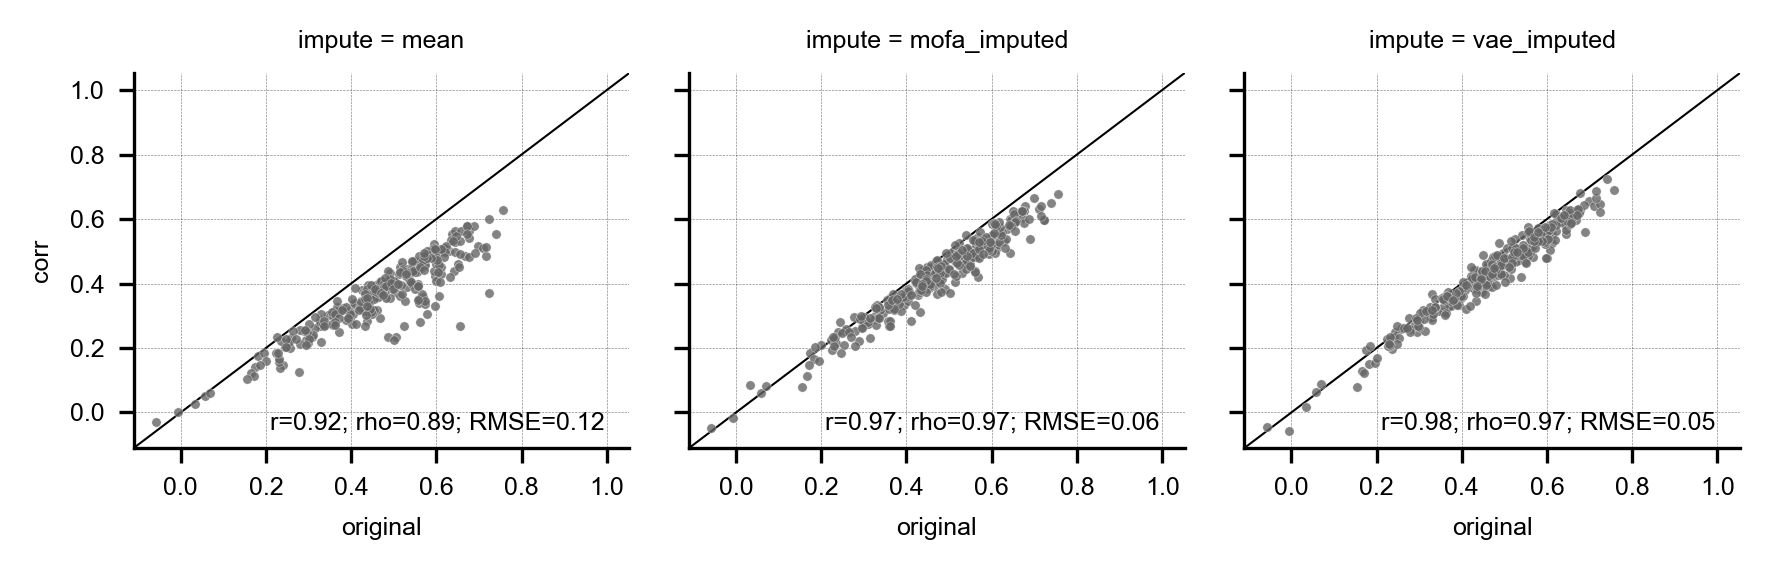 impute = mean
impute = mofa_imputed
impute = vae_imputed
corr
1.0
0.8
0.6
0.4
0.2
0.0
r=0.92; rho=0.89; RMSE=0.12
r=0.97; rho=0.97; RMSE=0.06
r=0.98; rho=0.97; RMSE=0.05
0.0 0.2 0.4 0.6 0.8 1.0
0.0 0.2 0.4 0.6 0.8 1.0
0.0 0.2 0.4 0.6 0.8 1.0
original
original
original